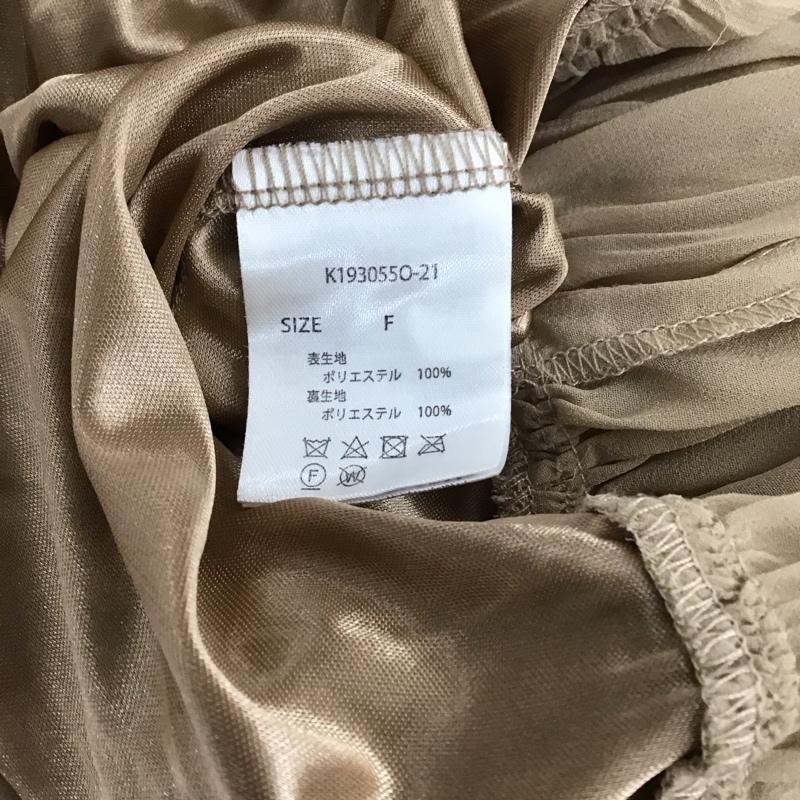 K193055O-21
SIZE F
表生地
ポリエステル 100%
裏生地
ポリエステル 100%
F W